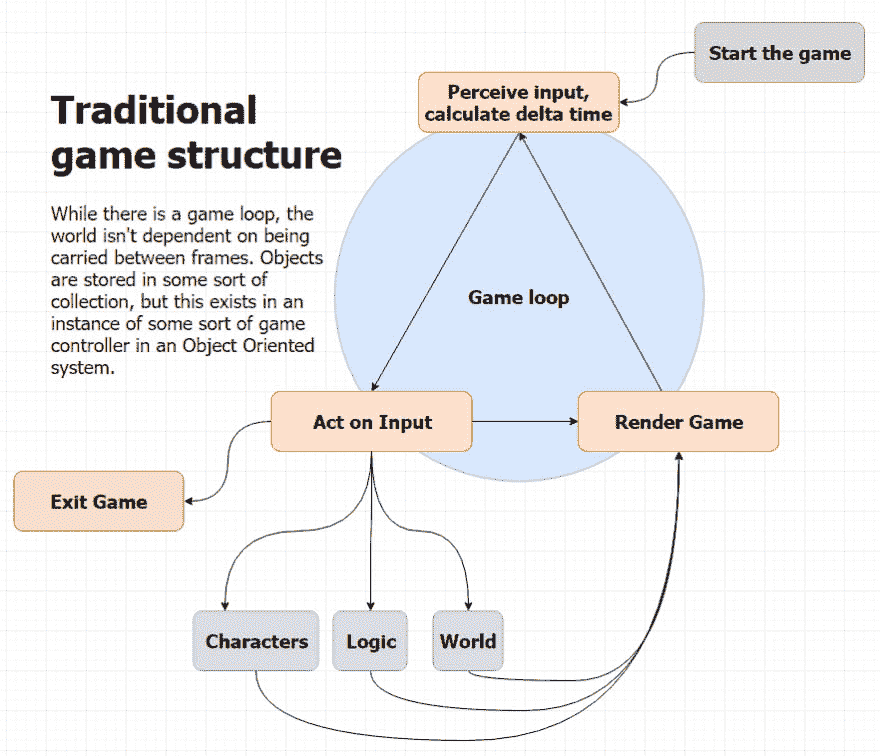 Start the game
Perceive input,
calculate delta time
Traditional
game structure
While there is a game loop, the
world isn't dependent on being
carried between frames. Objects
are stored in some sort of
collection, but this exists in an
instance of some sort of game
controller in an Object Oriented
system.
Game loop
Act on Input
Render Game
Exit Game
Characters
Logic
World